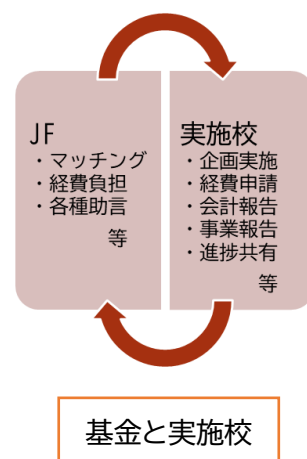 JF
・マッチング
・経費負担
・各種助言
等
実施校
・企画実施
・経費申請
・会計報告
・事業報告
・進捗共有
等
基金と実施校